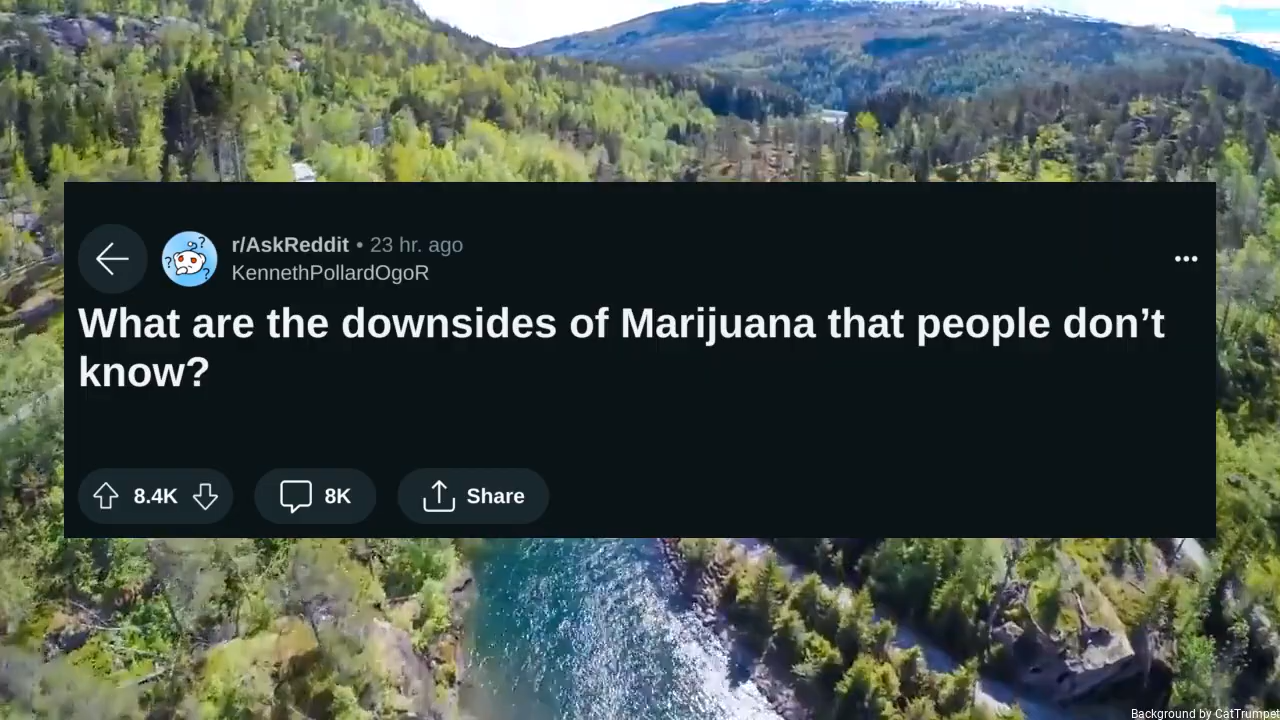 r/AskReddit • 23 hr. ago
KennethPollardOgoR
What are the downsides of Marijuana that people don’t
know?
8.4K
8K
Share
Background by CatTrumpet